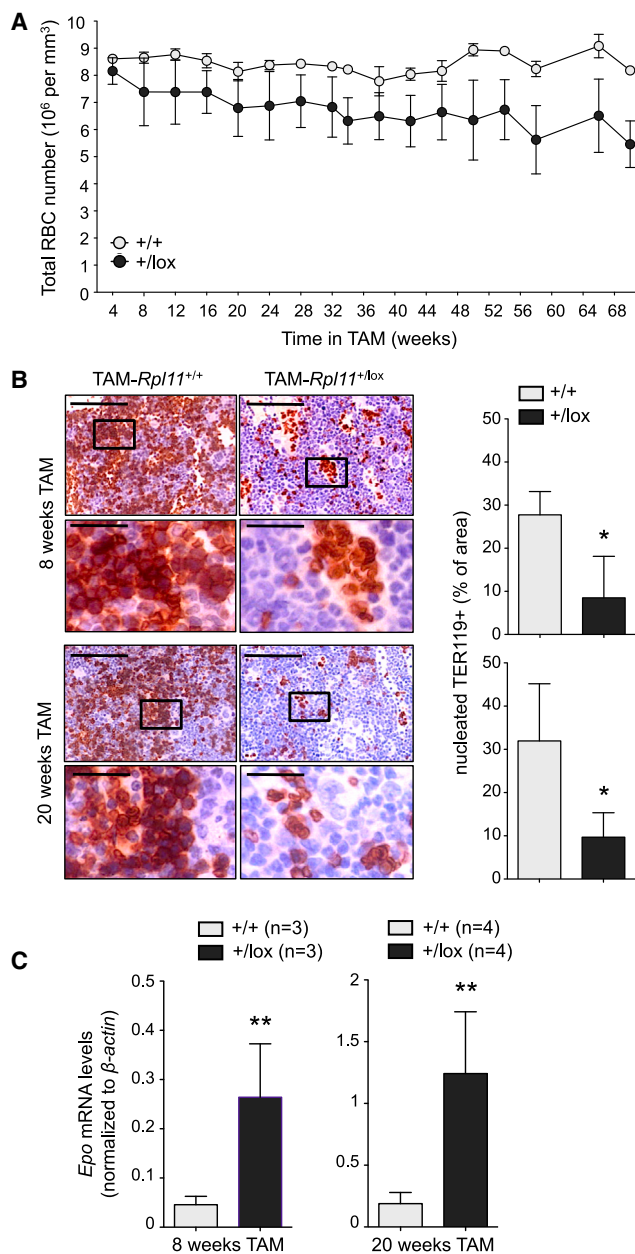 A
Total RBC number (10⁶ per mm³)
10
9
8
7
6
5
4
3
2
1
0
+/+
+/lox
4 8 12 16 20 24 28 32 36 40 44 48 52 56 60 64 68
Time in TAM (weeks)
B
TAM-Rpl11+/+
TAM-Rpl11+/lox
8 weeks TAM
20 weeks TAM
+/+
+/lox
nucleated TER119+ (% of area)
50
40
30
20
10
0
*
50
40
30
20
10
0
*
C
+/+ (n=3)
+/lox (n=3)
+/+ (n=4)
+/lox (n=4)
Epo mRNA levels
(normalized to β-actin)
0.5
0.4
0.3
0.2
0.1
0
**
8 weeks TAM
2
1.5
1
0.5
0
**
20 weeks TAM